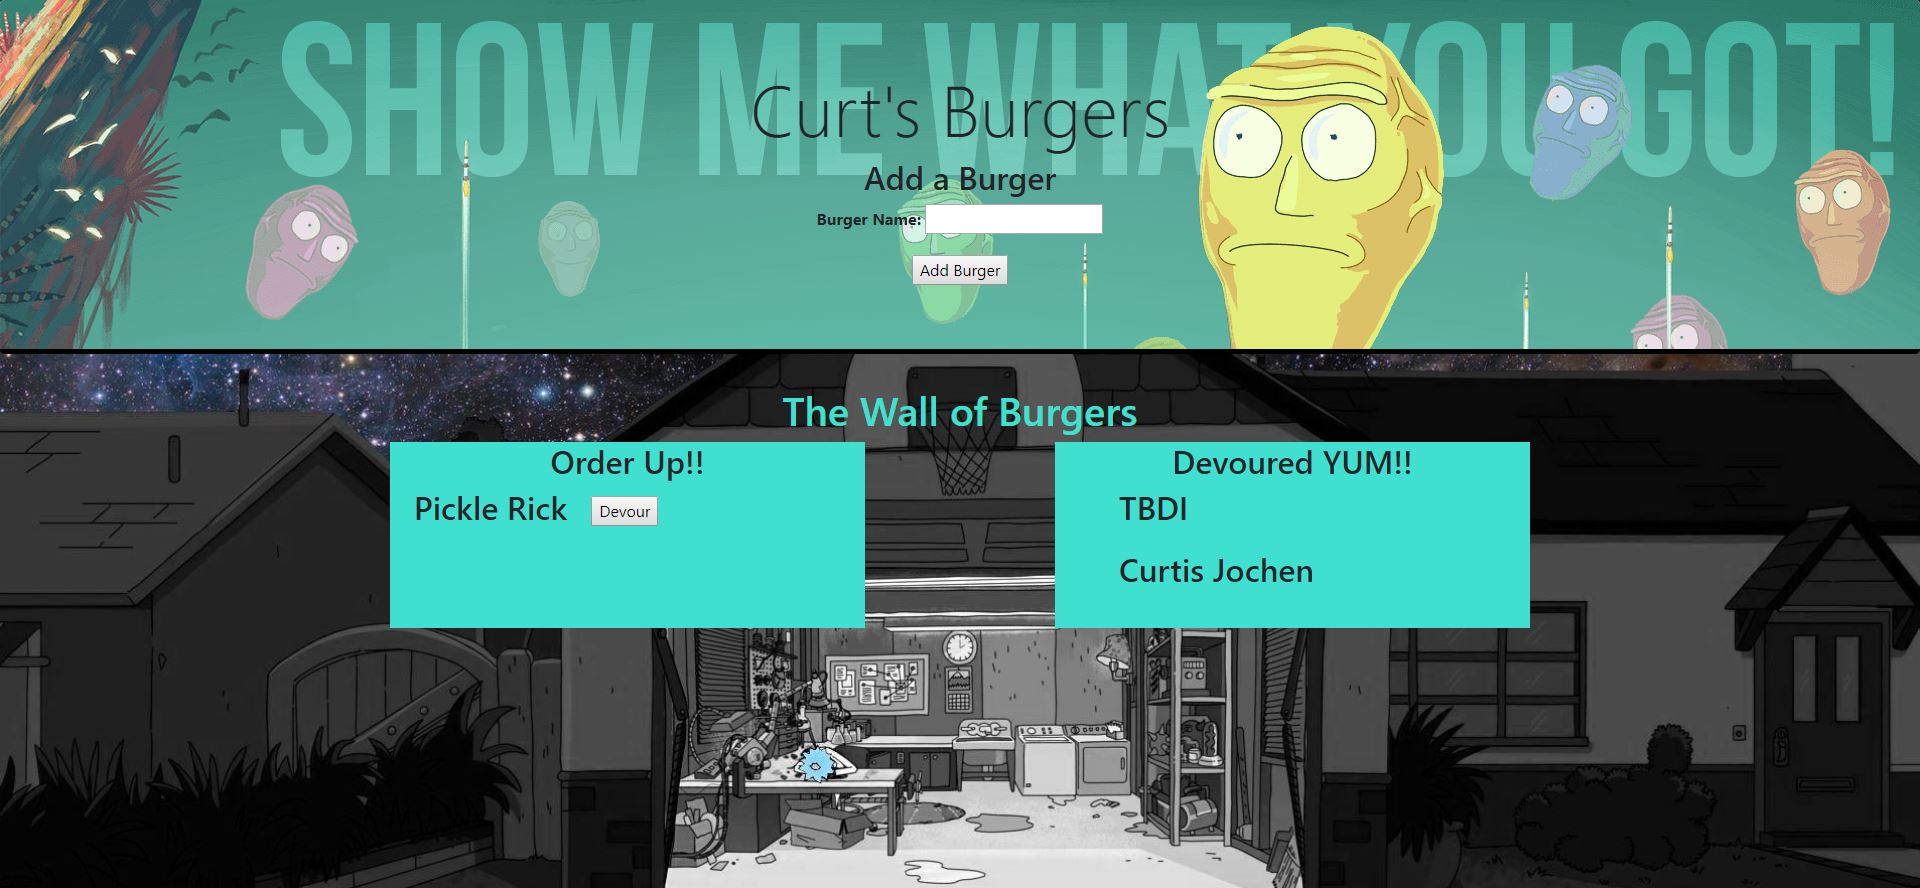 SHOW ME WHAT YOU GOT!
Curt's Burgers
Add a Burger
Burger Name:
Add Burger
The Wall of Burgers
Order Up!!
Pickle Rick Devour
Devoured YUM!!
TBDI
Curtis Jochen